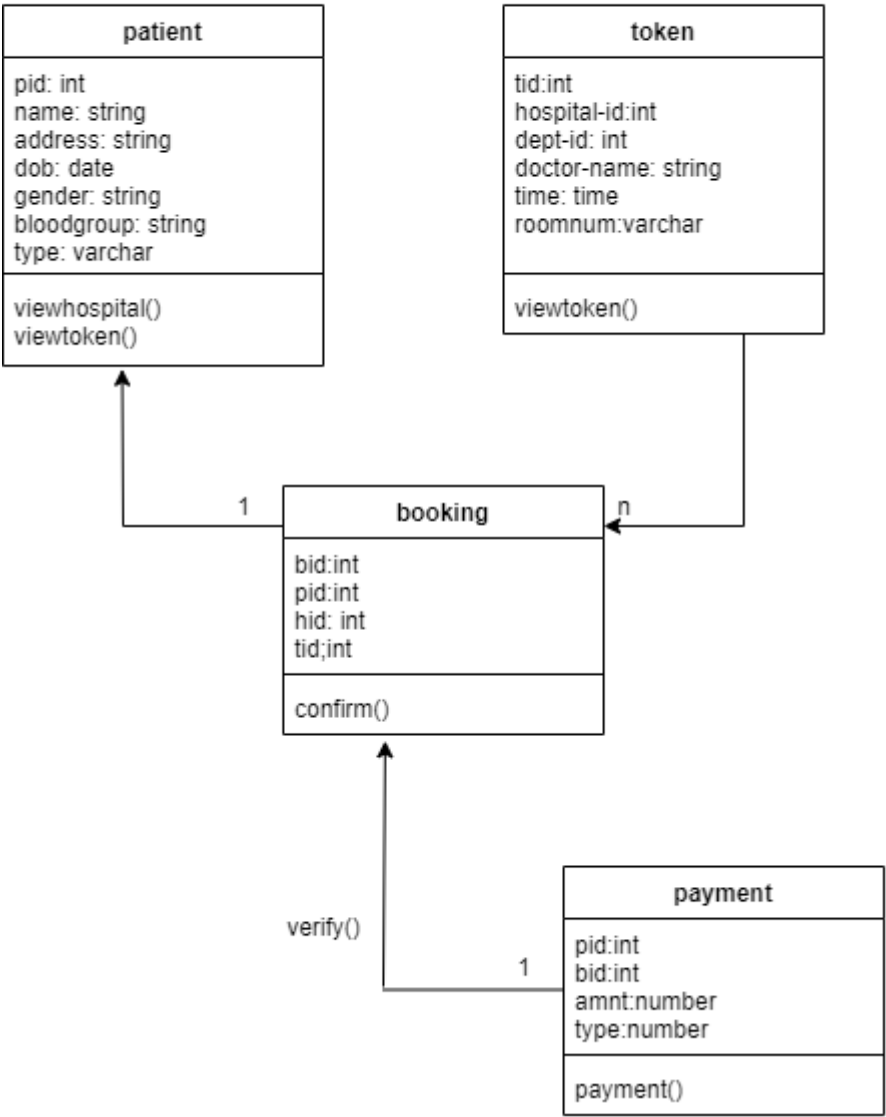 patient
pid: int
name: string
address: string
dob: date
gender: string
bloodgroup: string
type: varchar
viewhospital()
viewtoken()
token
tid:int
hospital-id:int
dept-id: int
doctor-name: string
time: time
roomnum:varchar
viewtoken()
1
n
booking
bid:int
pid:int
hid: int
tid;int
confirm()
verify()
1
payment
pid:int
bid:int
amnt:number
type:number
payment()